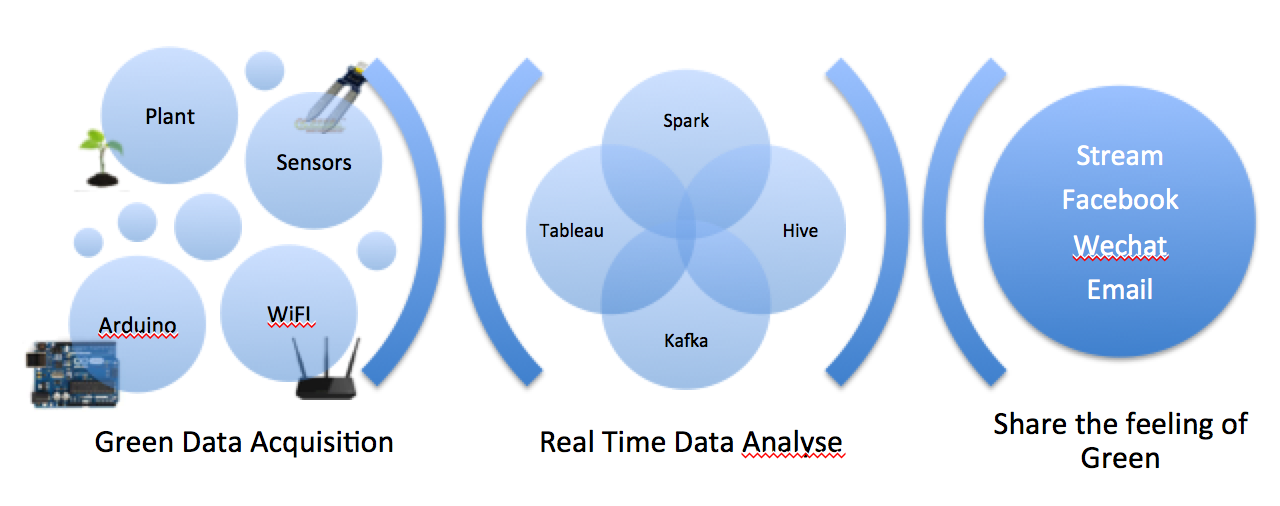 Plant
Sensors
Arduino
WiFI
Green Data Acquisition
Spark
Tableau
Hive
Kafka
Real Time Data Analyse
Stream
Facebook
Wechat
Email
Share the feeling of
Green